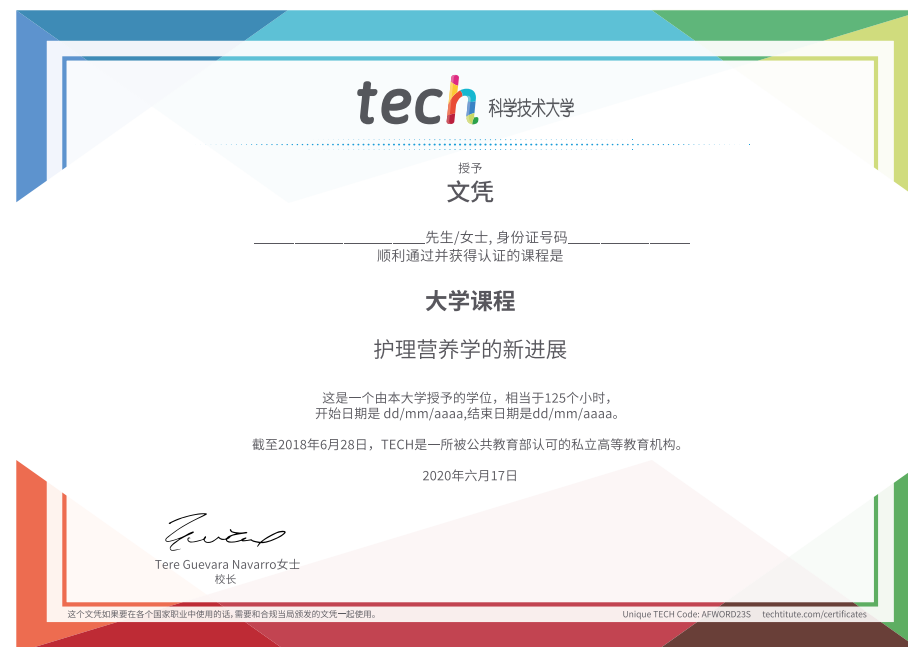 tech 科学技术大学
授予
文凭
先生/女士, 身份证号码
顺利通过并获得认证的课程是
大学课程
护理营养学的新进展
这是一个由本大学授予的学位，相当于125个小时，
开始日期是 dd/mm/aaaa,结束日期是dd/mm/aaaa。
截至2018年6月28日，TECH是一所被公共教育部认可的私立高等教育机构。
2020年六月17日
Tere Guevara Navarro女士
校长
这个文凭如果要在各个国家职业中使用的话,需要和合规当局颁发的文凭一起使用。
Unique TECH Code: AFWORD23S techtitute.com/certificates